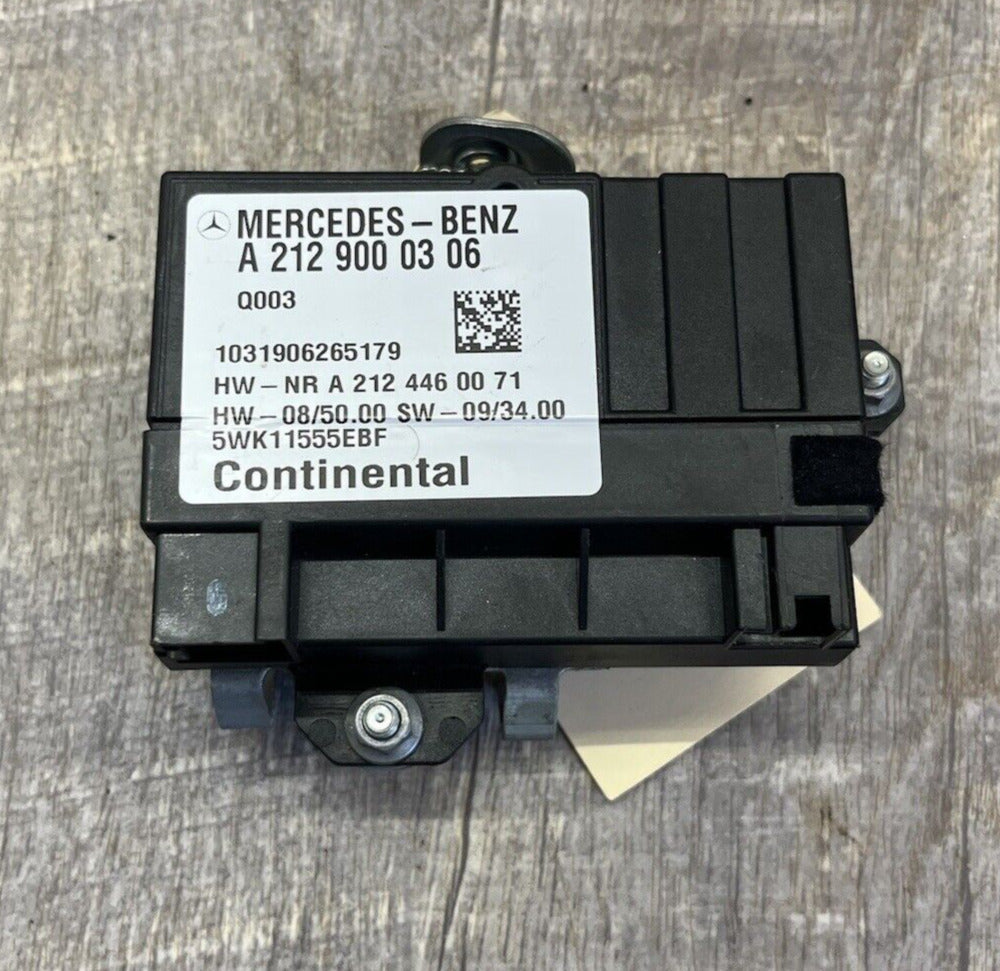 MERCEDES-BENZ
A 212 900 03 06
Q003
1031906265179
HW-NR A 212 446 00 71
HW-08/50.00 SW-09/34.00
5WK11555EBF
Continental